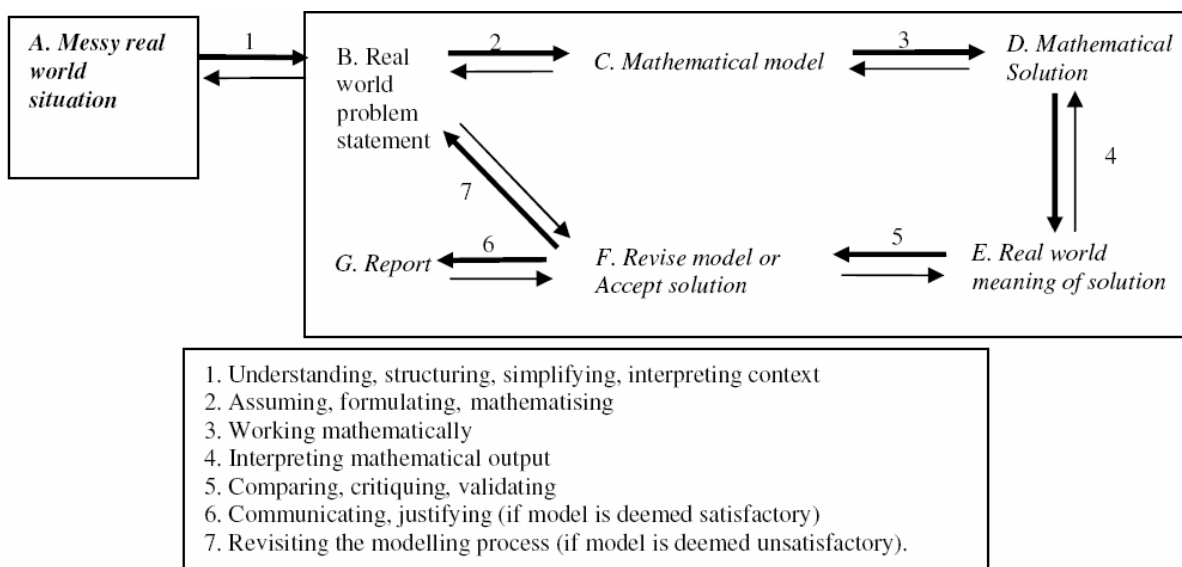 A. Messy real
world
situation
1
B. Real
world
problem
statement
2
C. Mathematical model
3
D. Mathematical
Solution
4
7
6
G. Report
F. Revise model or
Accept solution
5
E. Real world
meaning of solution
1. Understanding, structuring, simplifying, interpreting context
2. Assuming, formulating, mathematising
3. Working mathematically
4. Interpreting mathematical output
5. Comparing, critiquing, validating
6. Communicating, justifying (if model is deemed satisfactory)
7. Revisiting the modelling process (if model is deemed unsatisfactory).